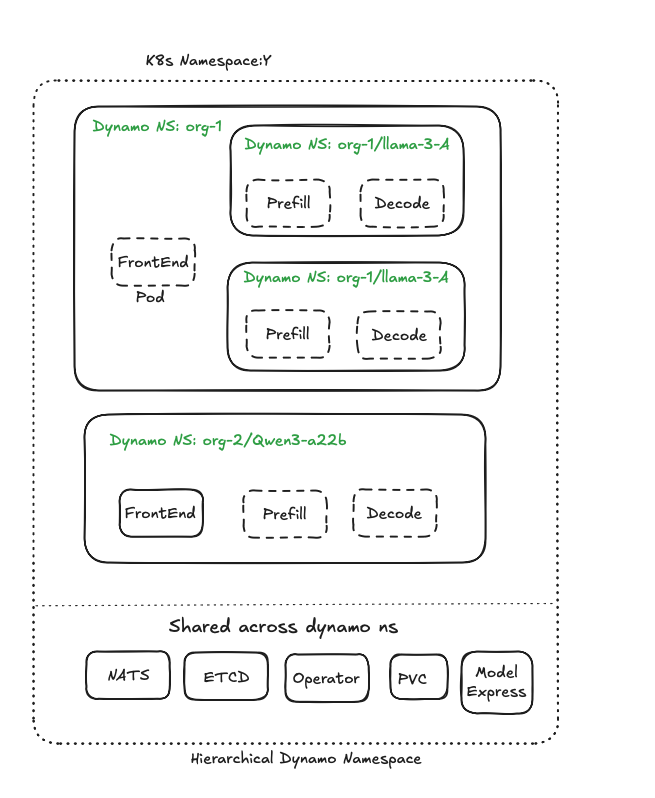 K8s Namespace:Y
Dynamo NS: org-1
Dynamo NS: org-1/llama-3-A
Prefill
Decode
FrontEnd
Pod
Dynamo NS: org-1/llama-3-A
Prefill
Decode
Dynamo NS: org-2/Qwen3-a22b
FrontEnd
Prefill
Decode
Shared across dynamo ns
NATS
ETCD
Operator
PVC
Model
Express
Hierarchical Dynamo Namespace